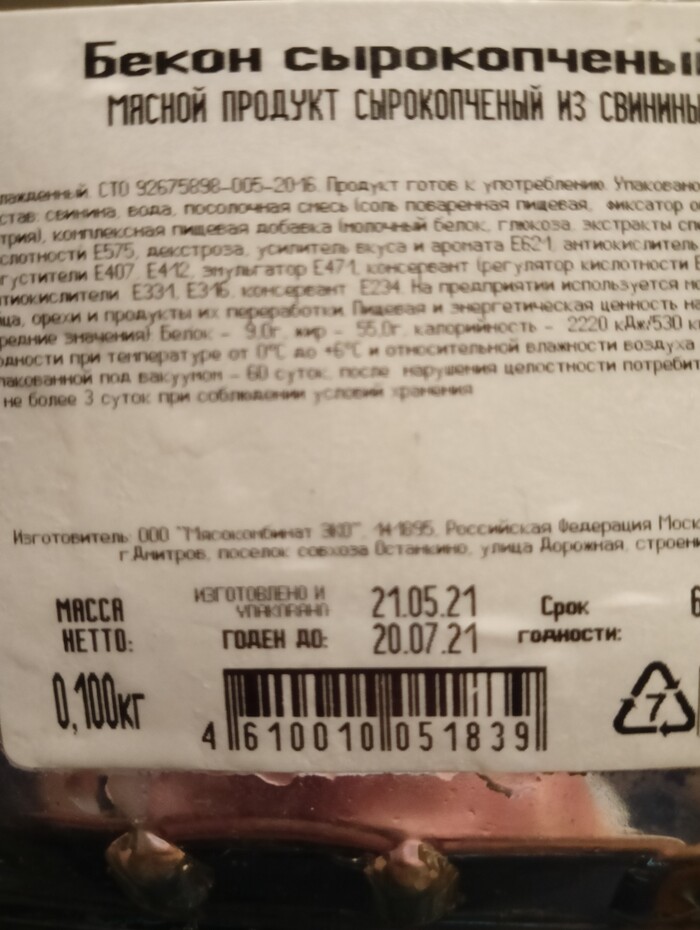 Бекон сырокопченый
МЯСНОЙ ПРОДУКТ СЫРОКОПЧЕНЫЙ ИЗ СВИНИНЫ
лажденный. СТО 92675898-005-2016. Продукт готов к употреблению. Упаковано
став: свинина, вода, посолочная смесь (соль поваренная пищевая, фиксатор о
трия), комплексная пищевая добавка (молочный белок, глюкоза, экстракты спе
слотности Е575, декстроза, усилитель вкуса и аромата Е621, антиокислитель
густители Е407, Е412, эмульгатор Е471, консервант (регулятор кислотности Е
тиокислители Е331, Е316, консервант Е234. На предприятии используется
ца, орехи и продукты их переработки. Пищевая и энергетическая ценность на
редние значения) Белок - 9,0г, жир - 55,0г, калорийность - 2220 кДж/530 к
одности при температуре от 0°С до +6°С и относительной влажности воздуха
пакованной под вакуумом - 60 суток, после нарушения целостности потребит
не более 3 суток при соблюдении условий хранения
Изготовитель: ООО "Мясокомбинат ЭКО", 141895, Российская Федерация Моск
г.Дмитров, поселок совхоза Останкино, улица Дорожная, строени
МАССА НЕТТО:
0,100кг
ИЗГОТОВЛЕНО И УПАКОВАНО 21.05.21
ГОДЕН ДО: 20.07.21
Срок годности: 6
4 610010 051839
7